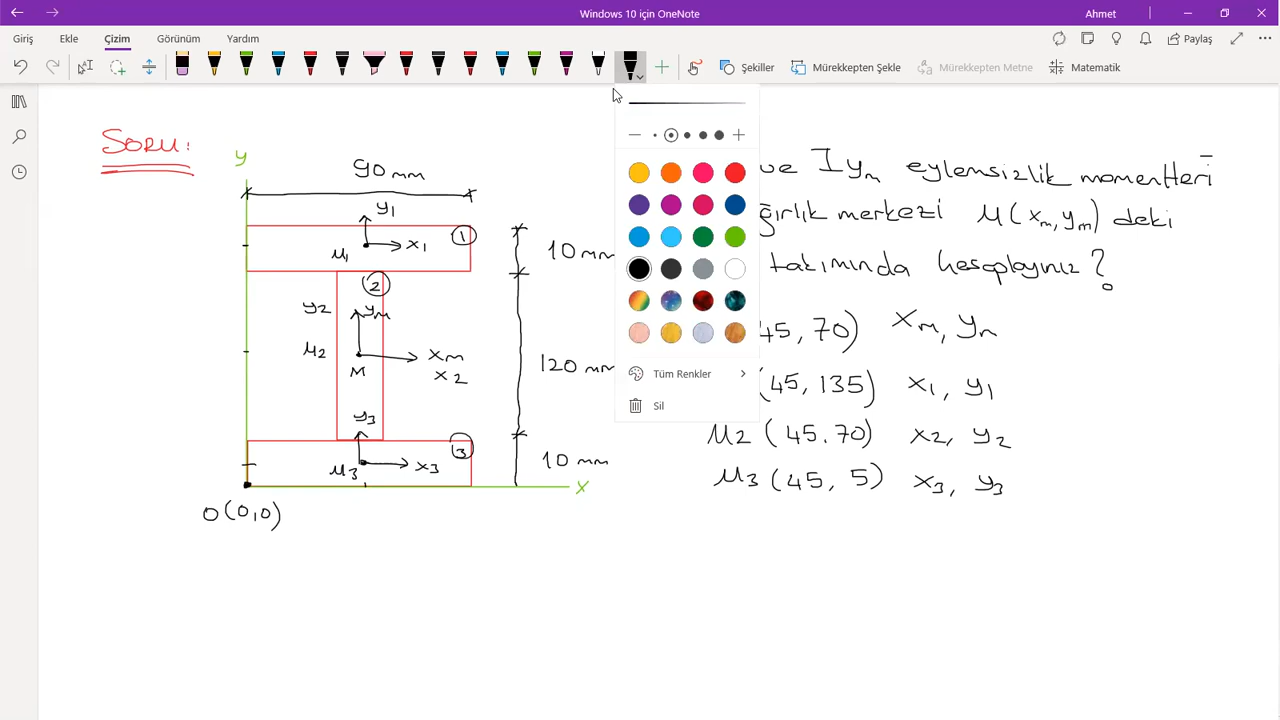 Windows 10 için OneNote
Ahmet
Giriş
Ekle
Çizim
Görünüm
Yardım
Paylaş
Şekiller
Mürekkepten Şekle
Mürekkepten Metne
Matematik
SORU:
ve Iym eylemsizlik momentleri
ğırlık merkezi M(xm,ym) deki
takımında hesaplayınız?
y
90 mm
y1
x1
M1
1
10 mm
2
y2
ym
M2
M
xm
x2
120 mm
y3
M3
x3
3
10 mm
x
O(0,0)
45, 70) xm, ym
(45, 135) x1, y1
M2 (45.70) x2, y2
M3 (45, 5) x3, y3
Tüm Renkler
Sil